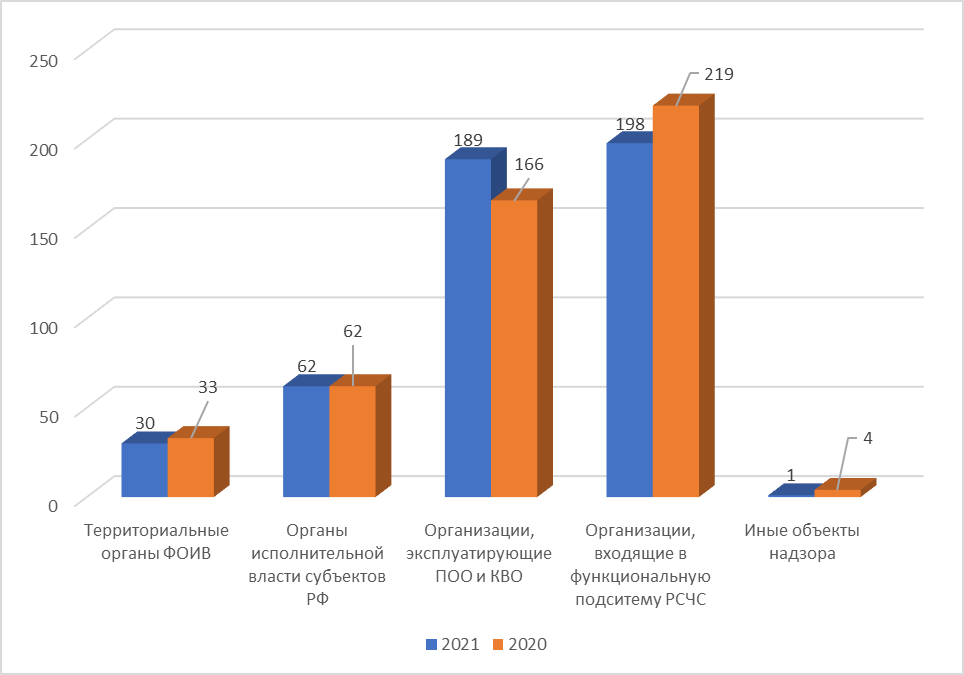 250
200
150
100
50
0
30
33
62
62
189
166
198
219
1
4
Территориальные
органы ФОИВ
Органы
исполнительной
власти субъектов
РФ
Организации,
эксплуатирующие
ПОО и КВО
Организации,
входящие в
функциональную
подситему РСЧС
Иные объекты
надзора
2021
2020